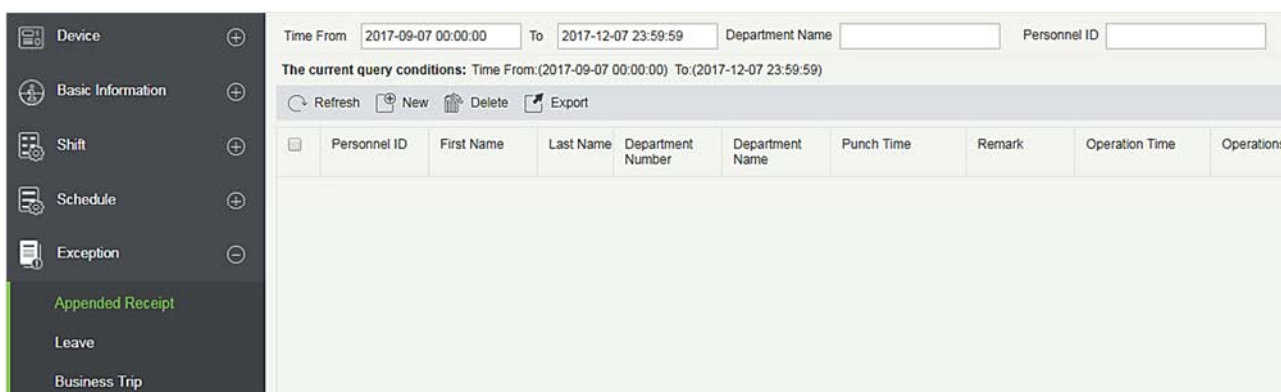 Device
Basic Information
Shift
Schedule
Exception
Appended Receipt
Leave
Business Trip
Time From 2017-09-07 00:00:00 To 2017-12-07 23:59:59 Department Name Personnel ID
The current query conditions: Time From:(2017-09-07 00:00:00) To:(2017-12-07 23:59:59)
Refresh New Delete Export
Personnel ID First Name Last Name Department Number Department Name Punch Time Remark Operation Time Operations